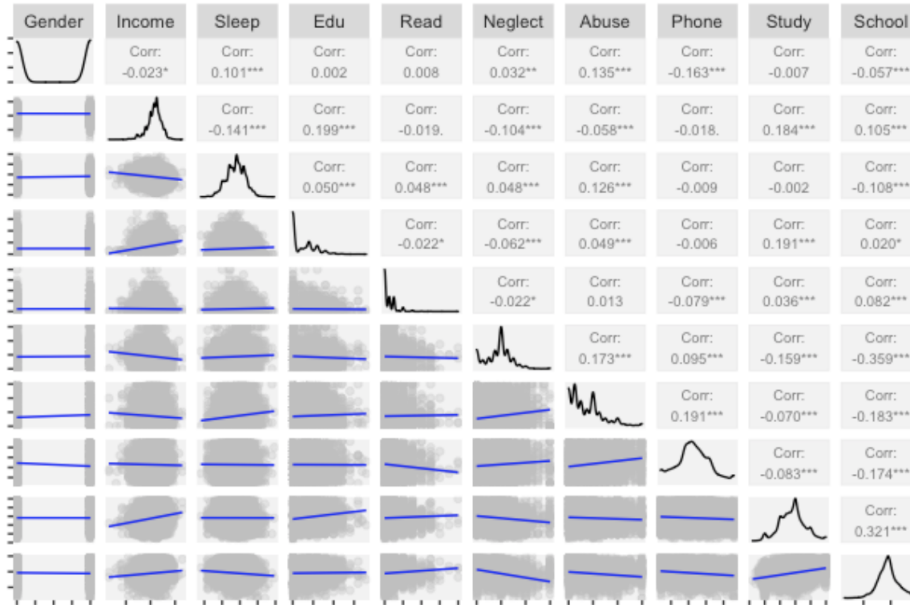 Gender Income Sleep Edu Read Neglect Abuse Phone Study School
Corr: Corr: Corr: Corr: Corr: Corr: Corr: Corr: Corr:
-0.023* 0.101*** 0.002 0.008 0.032** 0.135*** -0.163*** -0.007 -0.057***
Corr: Corr: Corr: Corr: Corr: Corr: Corr: Corr:
-0.141*** 0.199*** -0.019. -0.104*** -0.058*** -0.018. 0.184*** 0.105***
Corr: Corr: Corr: Corr: Corr: Corr: Corr:
0.050*** 0.048*** 0.048*** 0.126*** -0.009 -0.002 -0.108***
Corr: Corr: Corr: Corr: Corr: Corr:
-0.022* -0.062*** 0.049*** -0.006 0.191*** 0.020*
Corr: Corr: Corr: Corr: Corr:
-0.022* 0.013 -0.079*** 0.036*** 0.082***
Corr: Corr: Corr: Corr:
0.173*** 0.095*** -0.159*** -0.359***
Corr: Corr: Corr:
0.191*** -0.070*** -0.183***
Corr: Corr:
-0.083*** -0.174***
Corr:
0.321***